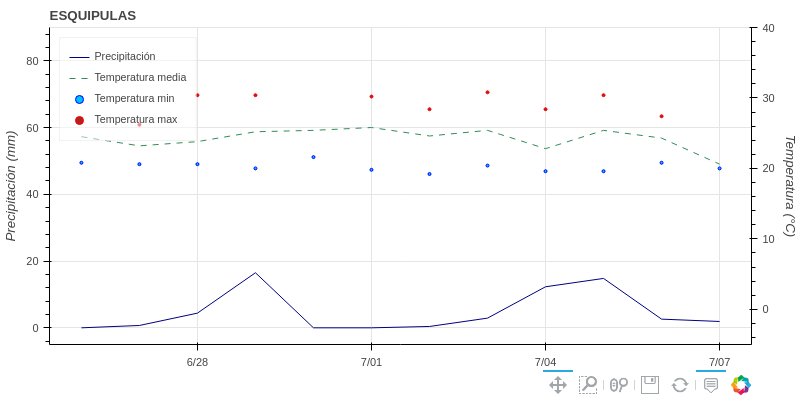 ESQUIPULAS
Precipitación
Temperatura media
Temperatura min
Temperatura max
Precipitación (mm)
80
60
40
20
0
40
30
20
10
0
Temperatura (°C)
6/28
7/01
7/04
7/07